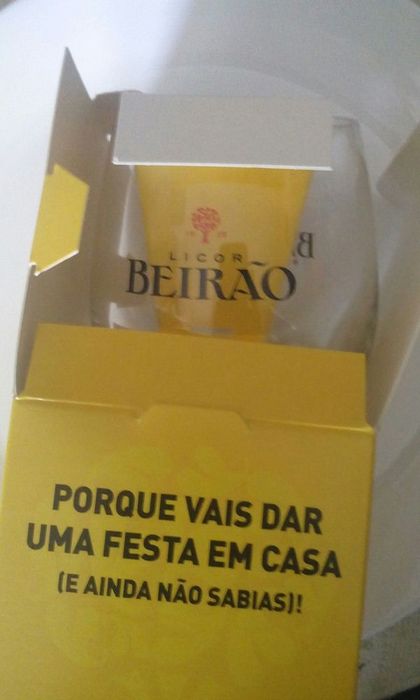 LICOR
BEIRÃO
PORQUE VAIS DAR
UMA FESTA EM CASA
(E AINDA NÃO SABIAS)!